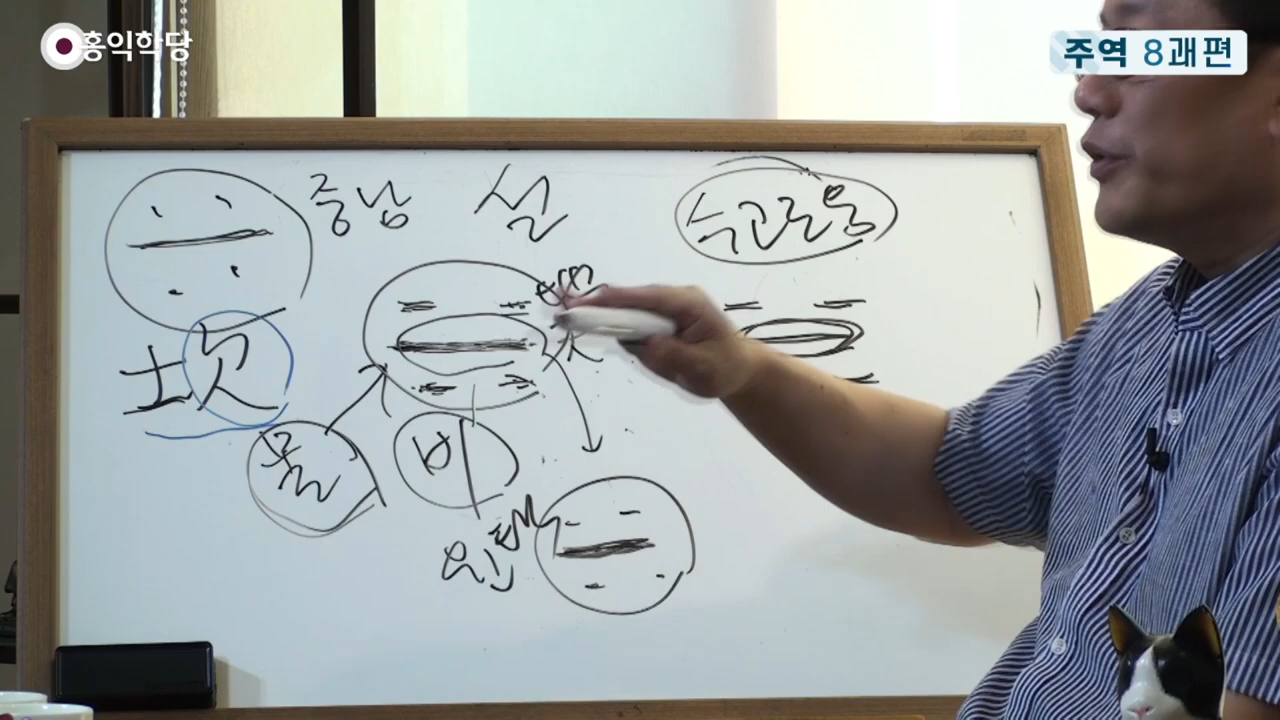 홍익학당
주역 8괘편
중남 설 수고로움
坎
물
비